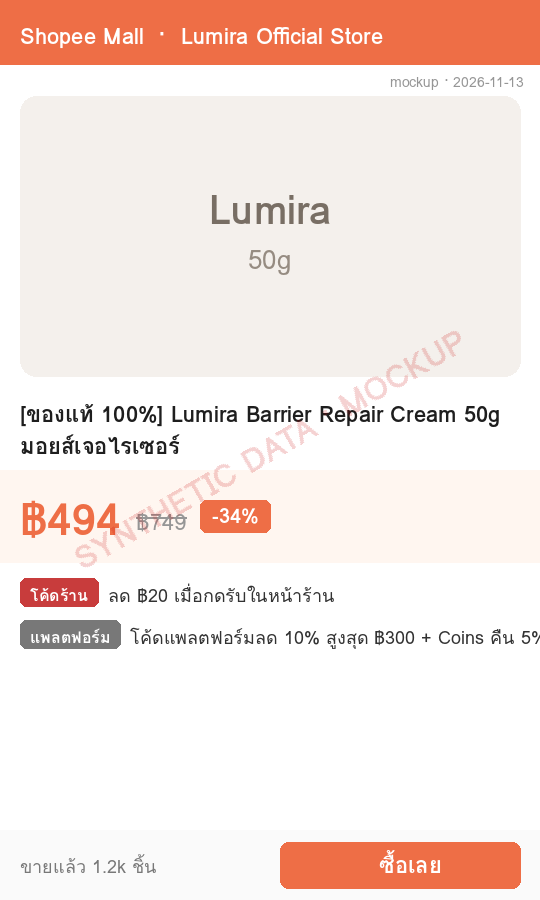 Shopee Mall · Lumira Official Store
mockup · 2026-11-13
Lumira
50g
[ของแท้ 100%] Lumira Barrier Repair Cream 50g
มอยส์เจอไรเซอร์
฿494 ฿749 -34%
SYNTHETIC DATA · MOCKUP
โค้ดร้าน ลด ฿20 เมื่อกดรับในหน้าร้าน
แพลตฟอร์ม โค้ดแพลตฟอร์มลด 10% สูงสุด ฿300 + Coins คืน 5%
ขายแล้ว 1.2k ชิ้น ซื้อเลย